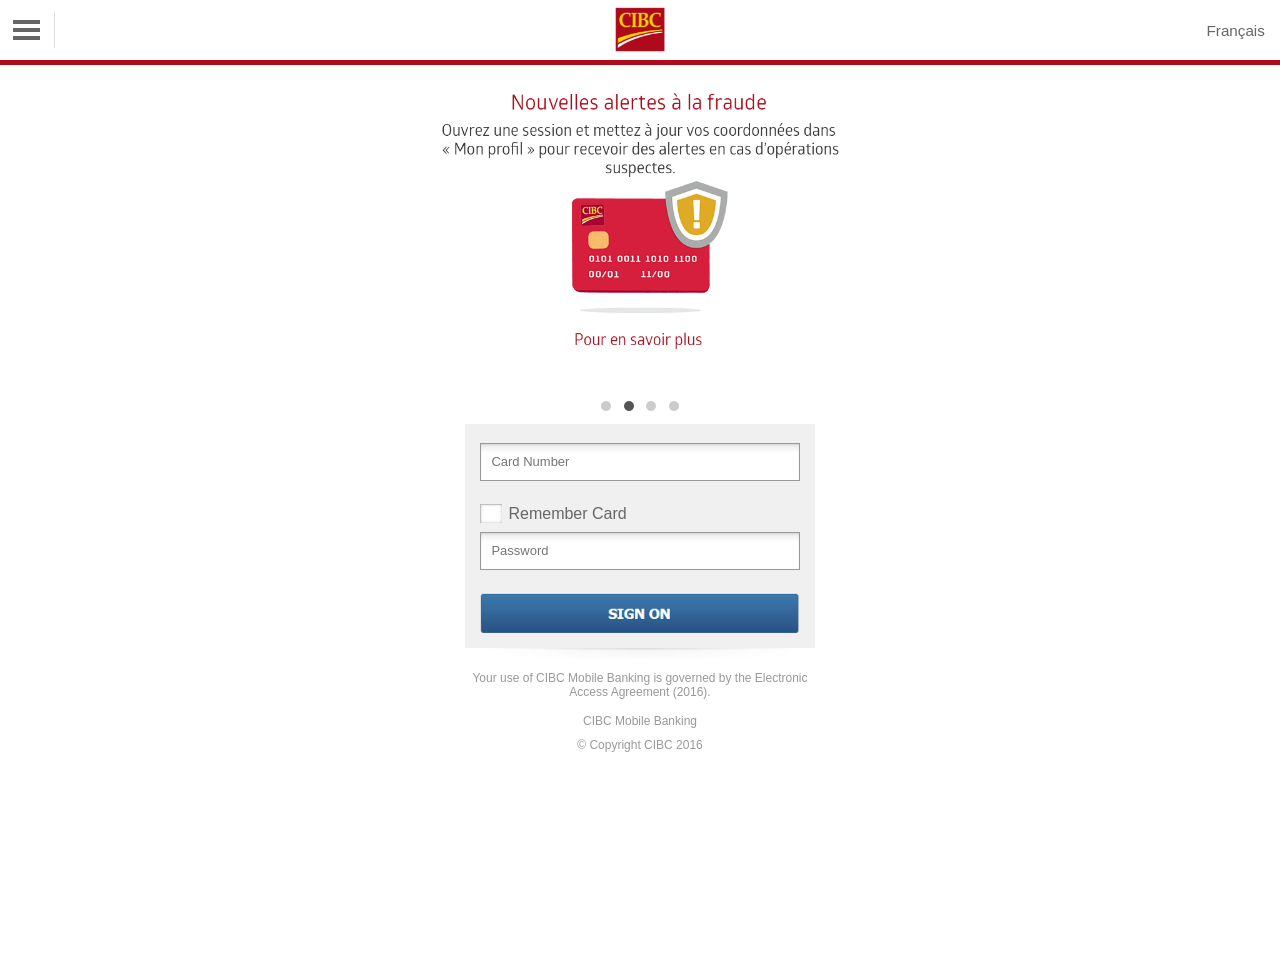 CIBC
Français
Nouvelles alertes à la fraude
Ouvrez une session et mettez à jour vos coordonnées dans
« Mon profil » pour recevoir des alertes en cas d'opérations
suspectes.
CIBC
0101 0011 1010 1100
00/01 11/00
Pour en savoir plus
Card Number
Remember Card
Password
SIGN ON
Your use of CIBC Mobile Banking is governed by the Electronic
Access Agreement (2016).
CIBC Mobile Banking
© Copyright CIBC 2016